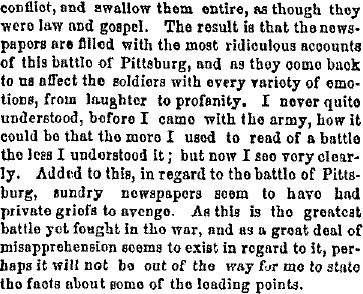 conflict, and swallow them entire, as though they
were law and gospel. The result is that the news-
papers are filled with the most ridiculous accounts
of this battle of Pittsburg, and as they come back
to us affect the soldiers with every variety of emo-
tions, from laughter to profanity. I never quite
understood, before I came with the army, how it
could be that the more I used to read of a battle
the less I understood it; but now I see very clear-
ly. Added to this, in regard to the battle of Pitts-
burg, sundry newspapers seem to have had
private griefs to avenge. As this is the greatest
battle yet fought in the war, and as a great deal of
misapprehension seems to exist in regard to it, per-
haps it will not be out of the way for me to state
the facts about some of the leading points.